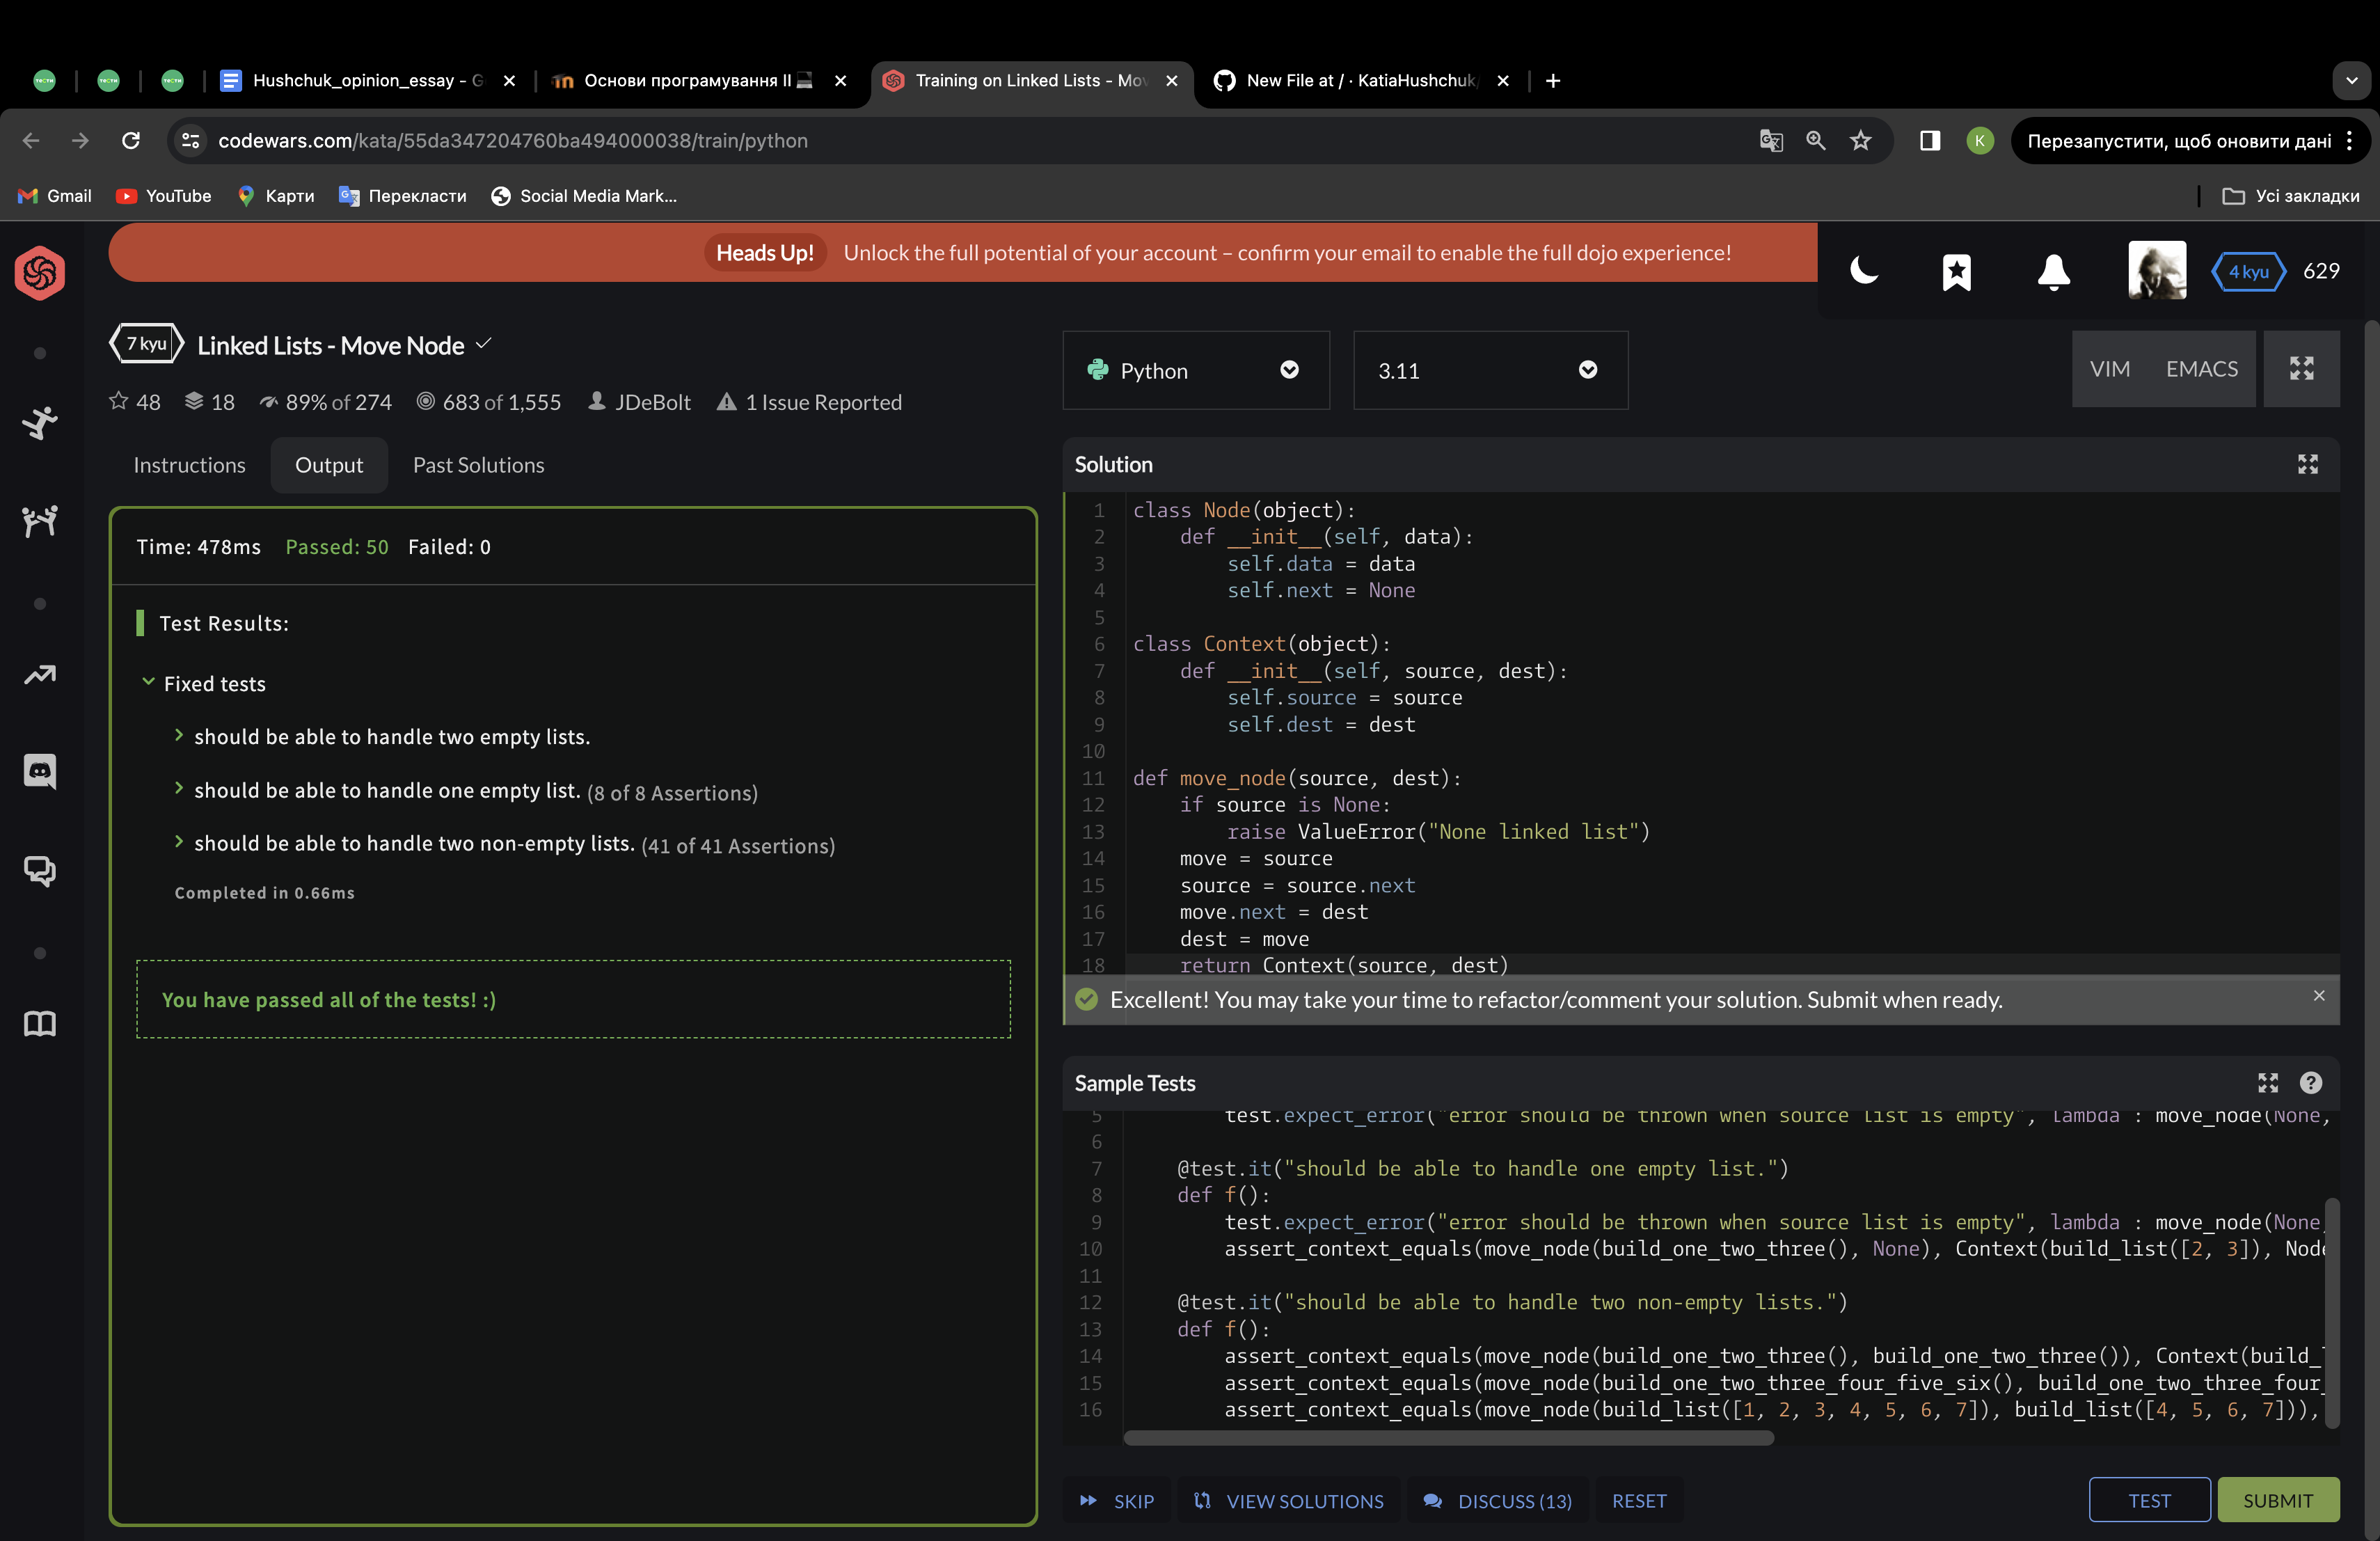 Hushchuk_opinion_essay - G
Основи програмування II
Training on Linked Lists - Mov
New File at / · KatiaHushchuk
codewars.com/kata/55da347204760ba494000038/train/python
K
Перезапустити, щоб оновити дані
Gmail
YouTube
Карти
Перекласти
Social Media Mark...
Усі закладки
Heads Up! Unlock the full potential of your account – confirm your email to enable the full dojo experience!
4 kyu 629
7 kyu Linked Lists - Move Node
48 18 89% of 274 683 of 1,555 JDeBolt 1 Issue Reported
Instructions Output Past Solutions
Time: 478ms Passed: 50 Failed: 0
Test Results:
Fixed tests
should be able to handle two empty lists.
should be able to handle one empty list. (8 of 8 Assertions)
should be able to handle two non-empty lists. (41 of 41 Assertions)
Completed in 0.66ms
You have passed all of the tests! :)
Python
3.11
VIM EMACS
Solution
1 class Node(object):
2     def __init__(self, data):
3         self.data = data
4         self.next = None
5
6 class Context(object):
7     def __init__(self, source, dest):
8         self.source = source
9         self.dest = dest
10
11 def move_node(source, dest):
12     if source is None:
13         raise ValueError("None linked list")
14     move = source
15     source = source.next
16     move.next = dest
17     dest = move
18     return Context(source, dest)
Excellent! You may take your time to refactor/comment your solution. Submit when ready.
Sample Tests
5         test.expect_error("error should be thrown when source list is empty", lambda : move_node(None,
6
7     @test.it("should be able to handle one empty list.")
8     def f():
9         test.expect_error("error should be thrown when source list is empty", lambda : move_node(None,
10         assert_context_equals(move_node(build_one_two_three(), None), Context(build_list([2, 3]), Node
11
12     @test.it("should be able to handle two non-empty lists.")
13     def f():
14         assert_context_equals(move_node(build_one_two_three(), build_one_two_three()), Context(build_
15         assert_context_equals(move_node(build_one_two_three_four_five_six(), build_one_two_three_four_
16         assert_context_equals(move_node(build_list([1, 2, 3, 4, 5, 6, 7]), build_list([4, 5, 6, 7])),
SKIP VIEW SOLUTIONS DISCUSS (13) RESET
TEST SUBMIT